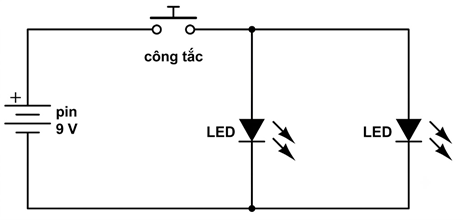 công tắc
+
pin
9 V
LED
LED